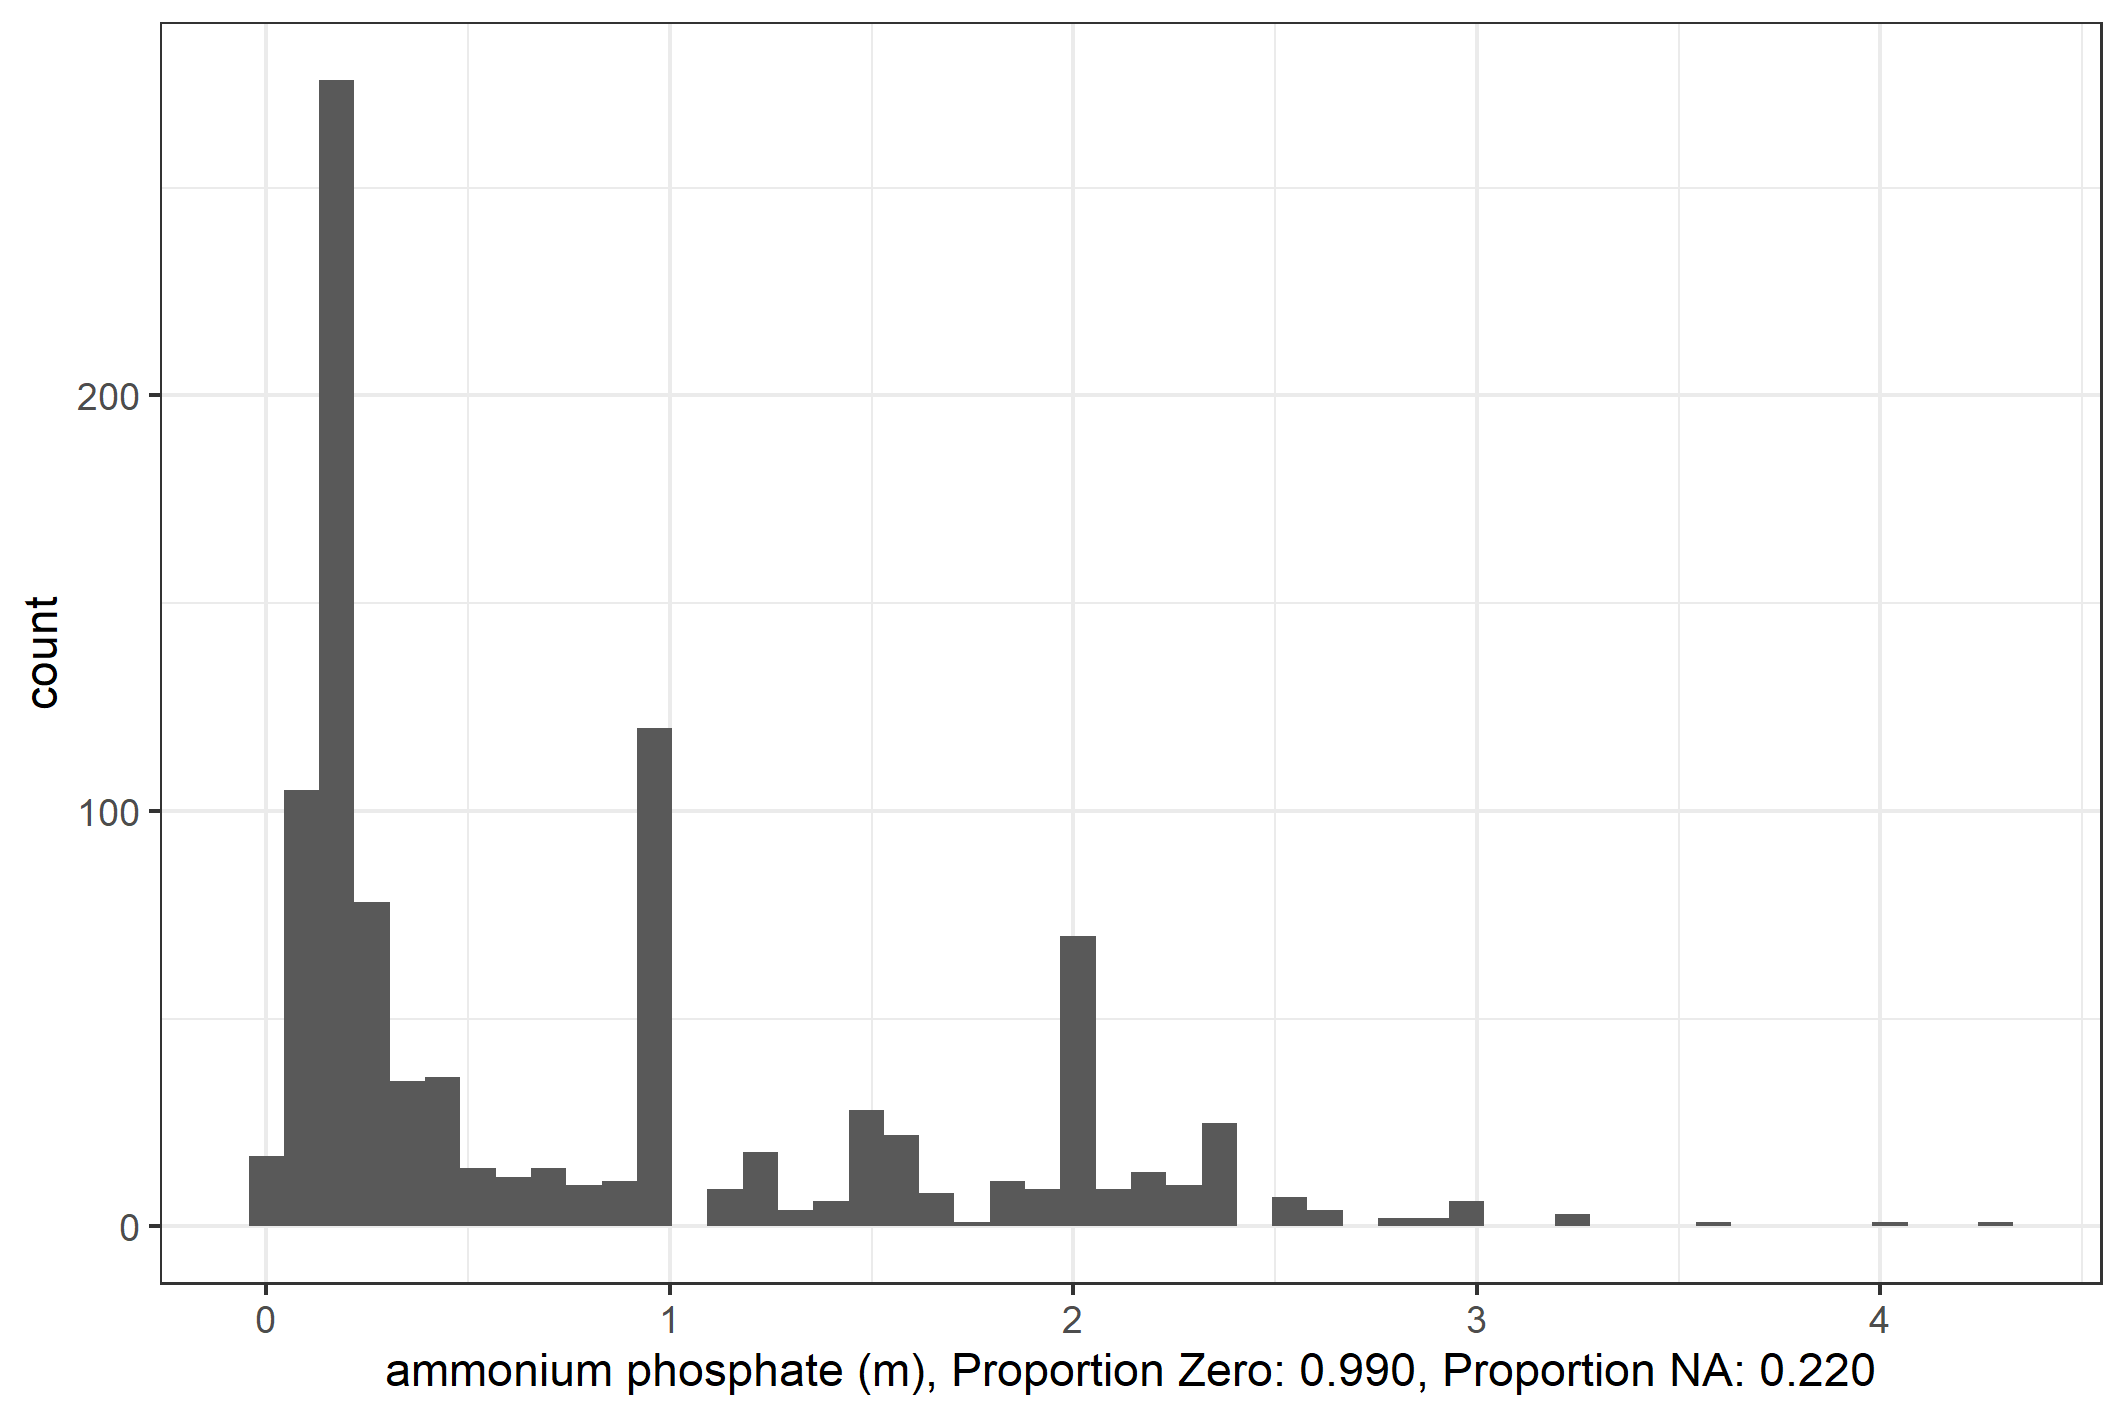 count
200
100
0
0 1 2 3 4
ammonium phosphate (m), Proportion Zero: 0.990, Proportion NA: 0.220